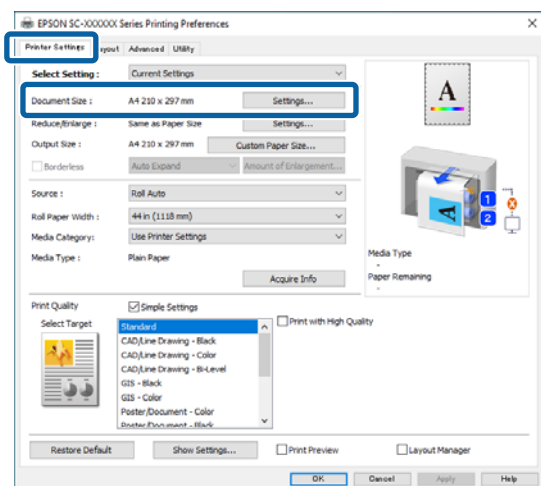 EPSON SC-XXXXXX Series Printing Preferences
Printer Settings
Advanced Utility
Select Setting : Current Settings
Document Size : A4 210 x 297 mm Settings...
Reduce/Enlarge : Same as Paper Size Settings...
Output Size : A4 210 x 297 mm Custom Paper Size...
Borderless Auto Expand Amount of Enlargement...
A
Source : Roll Auto
Roll Paper Width : 44 in (1118 mm)
Media Category: Use Printer Settings
Media Type : Plain Paper
Acquire Info
A
1
2
Media Type
-
Paper Remaining
-
Print Quality Simple Settings
Select Target
Standard
CAD/Line Drawing - Black
CAD/Line Drawing - Color
CAD/Line Drawing - Bi-Level
GIS - Black
GIS - Color
Poster/Document - Color
Poster/Document - Black
Print with High Quality
Restore Default Show Settings... Print Preview Layout Manager
OK Cancel Apply Help